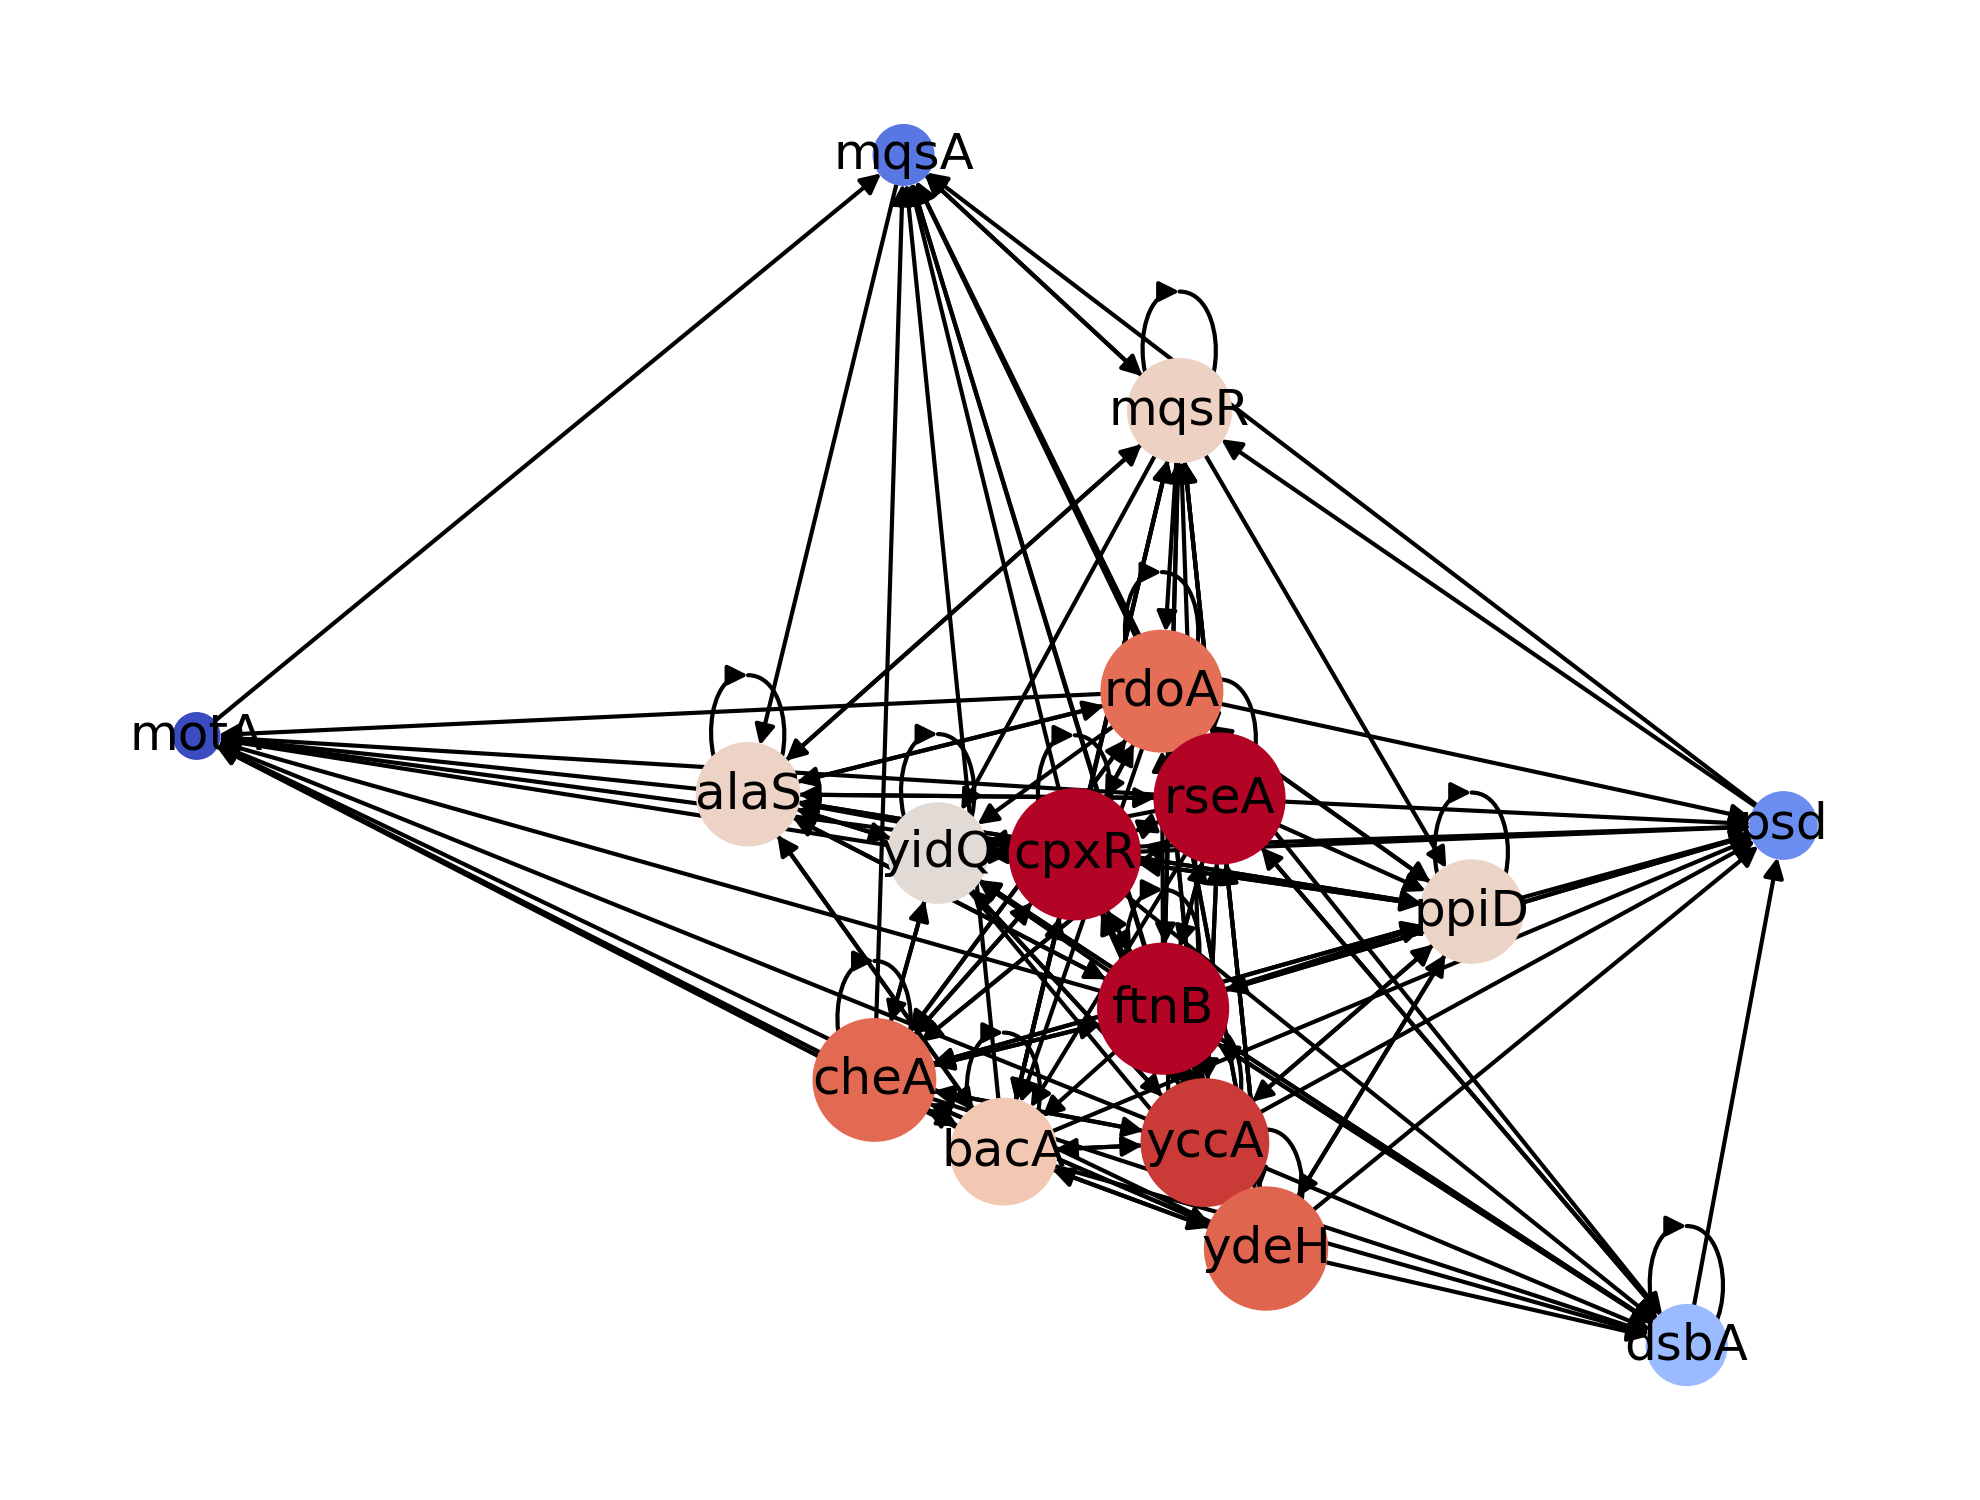 mqsA
mqsR
rdoA
motA
alaS
rseA
psd
yidQ
cpxR
ppiD
ftnB
cheA
bacA
yccA
ydeH
dsbA